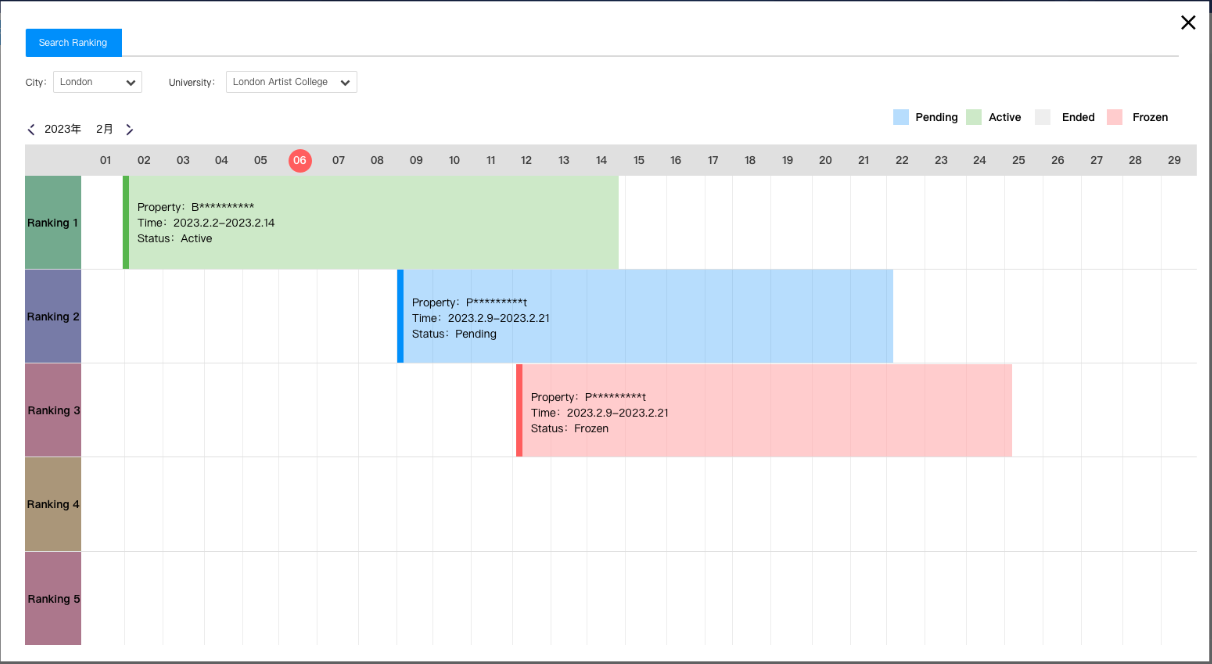 Search Ranking
City: London University: London Artist College
Pending Active Ended Frozen
2023年 2月
01 02 03 04 05 06 07 08 09 10 11 12 13 14 15 16 17 18 19 20 21 22 23 24 25 26 27 28 29
Ranking 1
Property: B**********
Time: 2023.2.2-2023.2.14
Status: Active
Ranking 2
Property: P*********t
Time: 2023.2.9-2023.2.21
Status: Pending
Ranking 3
Property: P*********t
Time: 2023.2.9-2023.2.21
Status: Frozen
Ranking 4
Ranking 5